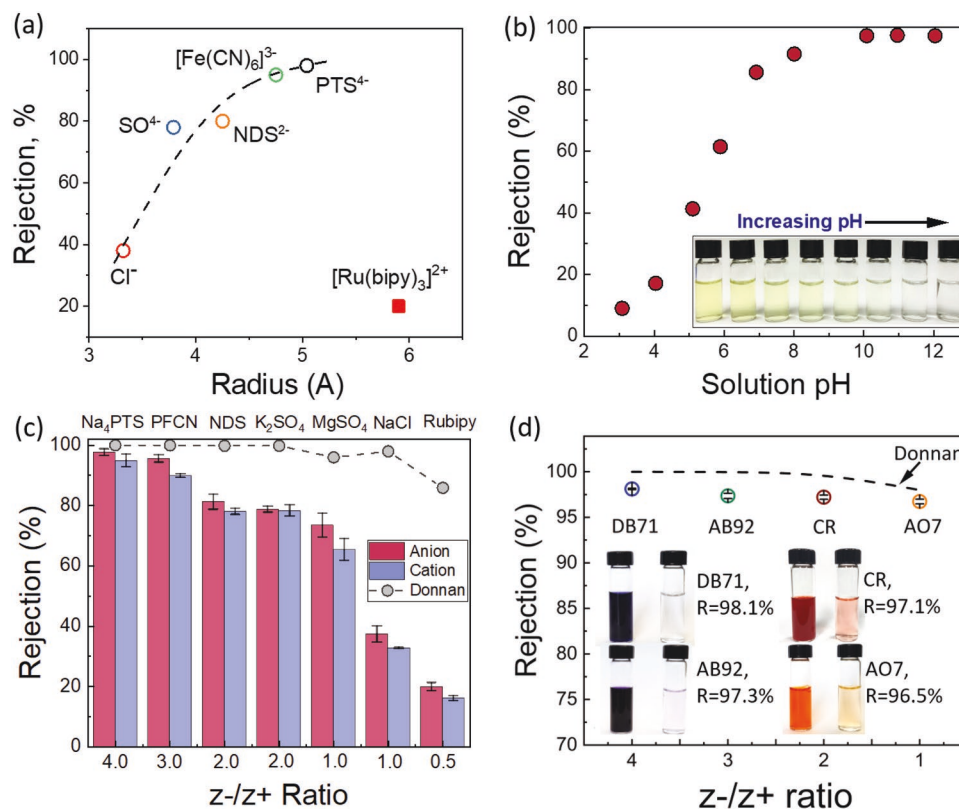 (a)
Rejection, %
100
80
60
40
20
3
4
5
6
Radius (A)
[Fe(CN)₆]³⁻
PTS⁴⁻
SO⁴⁻
NDS²⁻
Cl⁻
[Ru(bipy)₃]²⁺
(b)
Rejection (%)
100
80
60
40
20
0
2
4
6
8
10
12
Solution pH
Increasing pH
(c)
Na₄PTS PFCN NDS K₂SO₄ MgSO₄ NaCl Rubipy
Rejection (%)
100
80
60
40
20
0
Anion
Cation
Donnan
4.0 3.0 2.0 2.0 1.0 1.0 0.5
z-/z+ Ratio
(d)
Donnan
Rejection (%)
100
95
90
85
80
75
70
DB71 AB92 CR AO7
DB71,
R=98.1%
CR,
R=97.1%
AB92,
R=97.3%
AO7,
R=96.5%
4 3 2 1
z-/z+ ratio